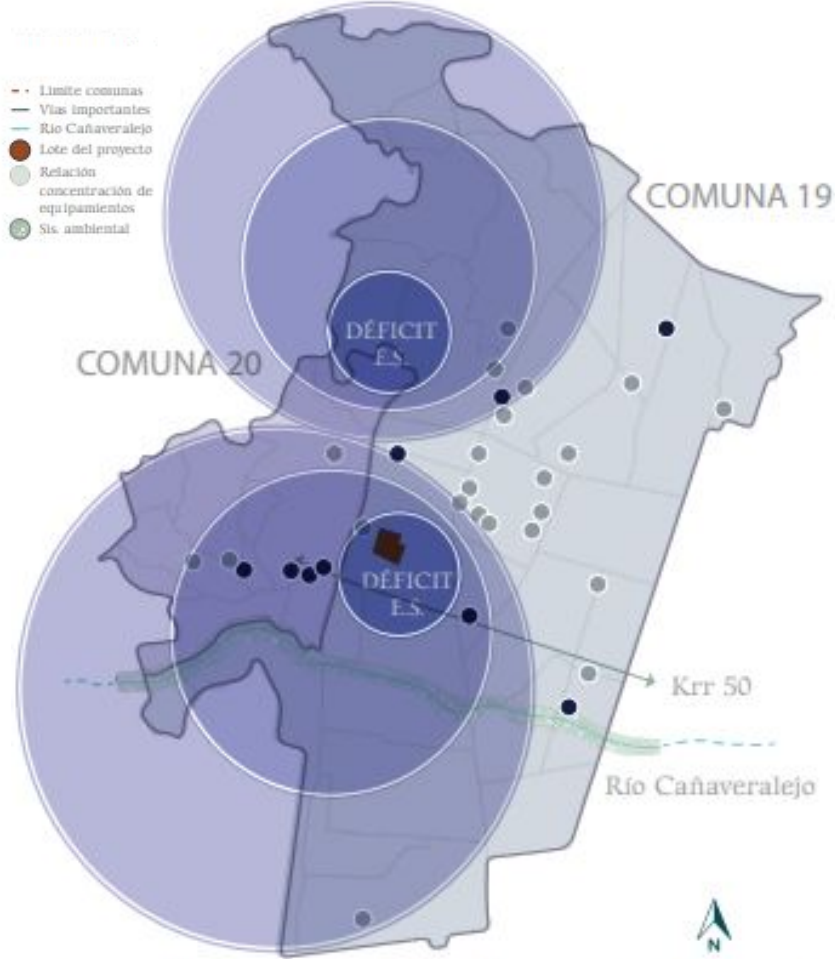 Limite comunas
Vías importantes
Río Cañaveralejo
Lote del proyecto
Relación
concentración de
equipamientos
Sis. ambiental
COMUNA 19
DÉFICIT
E.S.
COMUNA 20
DÉFICIT
E.S.
Krr 50
Río Cañaveralejo
N